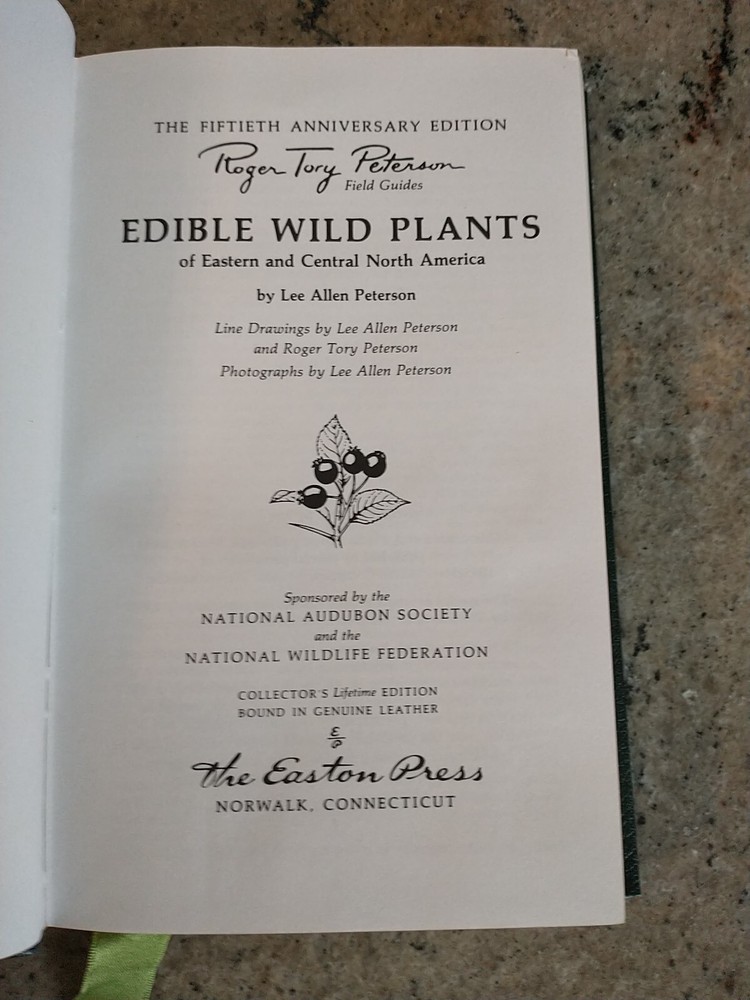 THE FIFTIETH ANNIVERSARY EDITION
Roger Tory Peterson
Field Guides
EDIBLE WILD PLANTS
of Eastern and Central North America
by Lee Allen Peterson
Line Drawings by Lee Allen Peterson
and Roger Tory Peterson
Photographs by Lee Allen Peterson
Sponsored by the
NATIONAL AUDUBON SOCIETY
and the
NATIONAL WILDLIFE FEDERATION
COLLECTOR'S Lifetime EDITION
BOUND IN GENUINE LEATHER
E
P
The Easton Press
NORWALK, CONNECTICUT